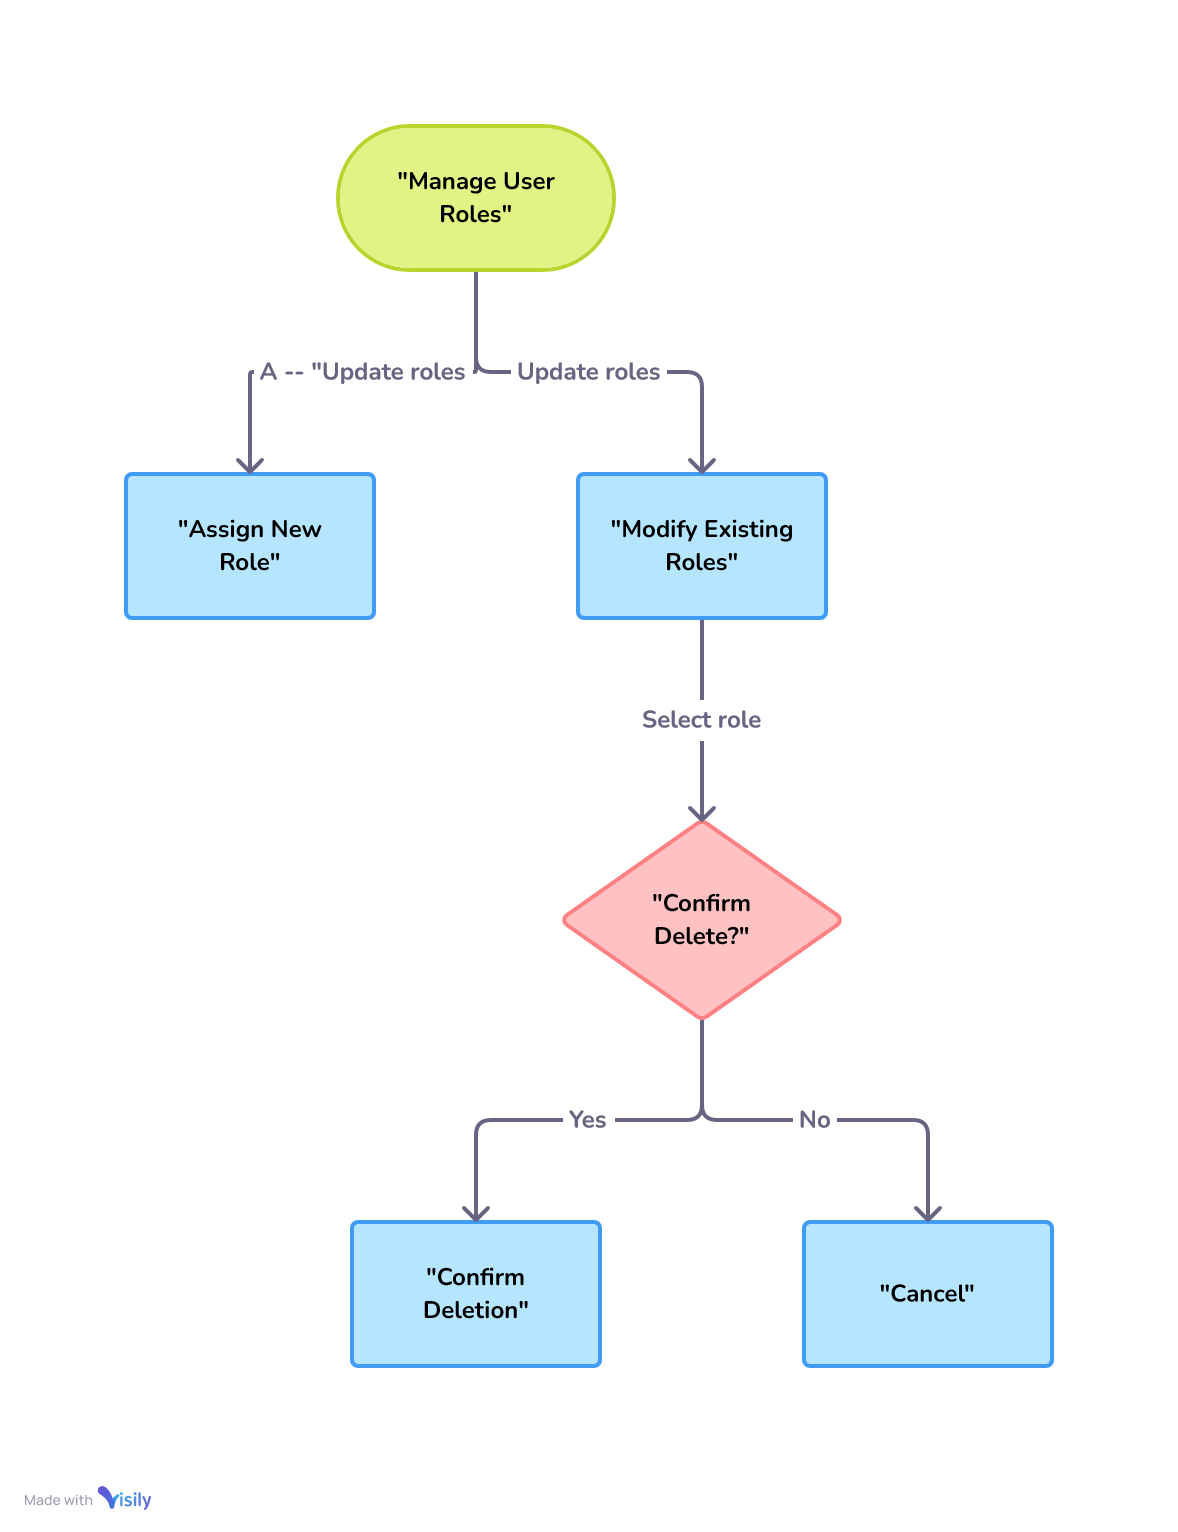 "Manage User
Roles"
A -- "Update roles
Update roles
"Assign New
Role"
"Modify Existing
Roles"
Select role
"Confirm
Delete?"
Yes
No
"Confirm
Deletion"
"Cancel"
Made with Visily